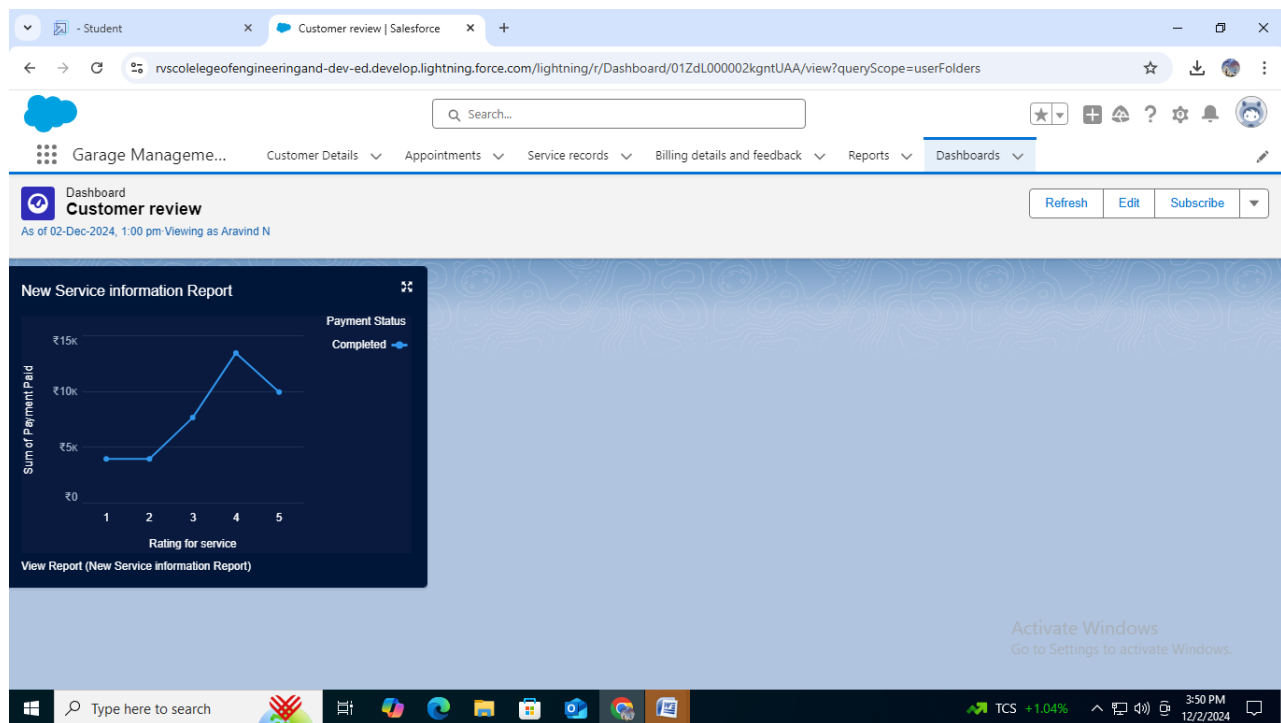 - Student
Customer review | Salesforce
rvscolelegeofengineeringand-dev-ed.develop.lightning.force.com/lightning/r/Dashboard/01ZdL000002kgntUAA/view?queryScope=userFolders
Search...
Garage Manageme...
Customer Details
Appointments
Service records
Billing details and feedback
Reports
Dashboards
Dashboard
Customer review
As of 02-Dec-2024, 1:00 pm·Viewing as Aravind N
Refresh
Edit
Subscribe
New Service information Report
Payment Status
Completed
Sum of Payment Paid
₹15K
₹10K
₹5K
₹0
1 2 3 4 5
Rating for service
View Report (New Service information Report)
Activate Windows
Go to Settings to activate Windows.
Type here to search
TCS +1.04%
3:50 PM
12/2/2024